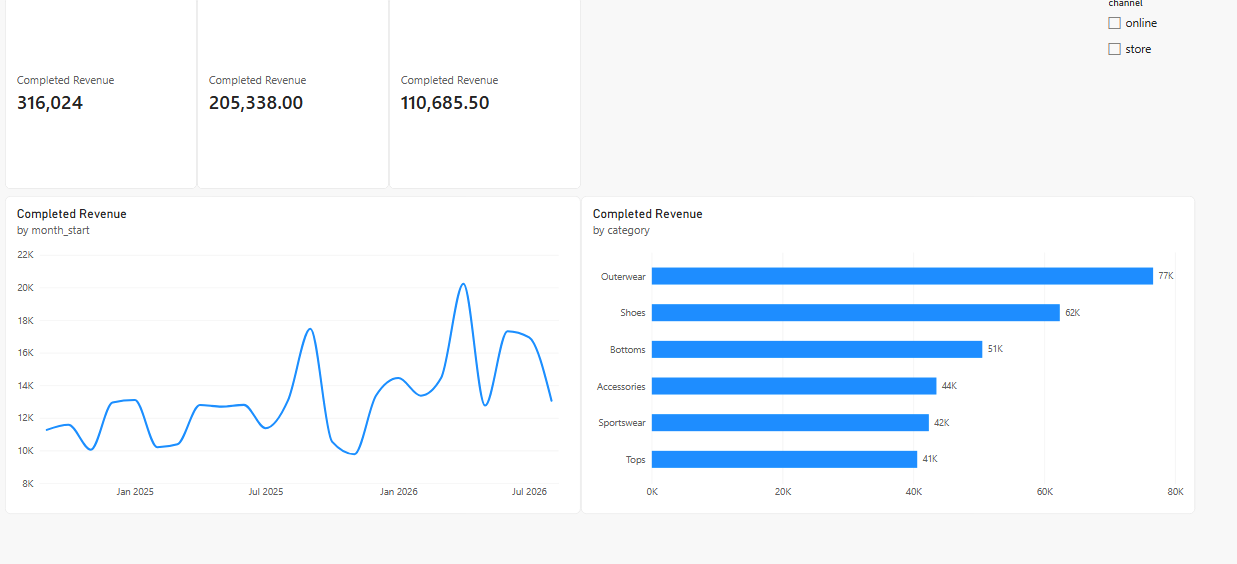 channel
online
store
Completed Revenue
316,024
Completed Revenue
205,338.00
Completed Revenue
110,685.50
Completed Revenue
by month_start
22K
20K
18K
16K
14K
12K
10K
8K
Jan 2025
Jul 2025
Jan 2026
Jul 2026
Completed Revenue
by category
Outerwear 77K
Shoes 62K
Bottoms 51K
Accessories 44K
Sportswear 42K
Tops 41K
0K
20K
40K
60K
80K